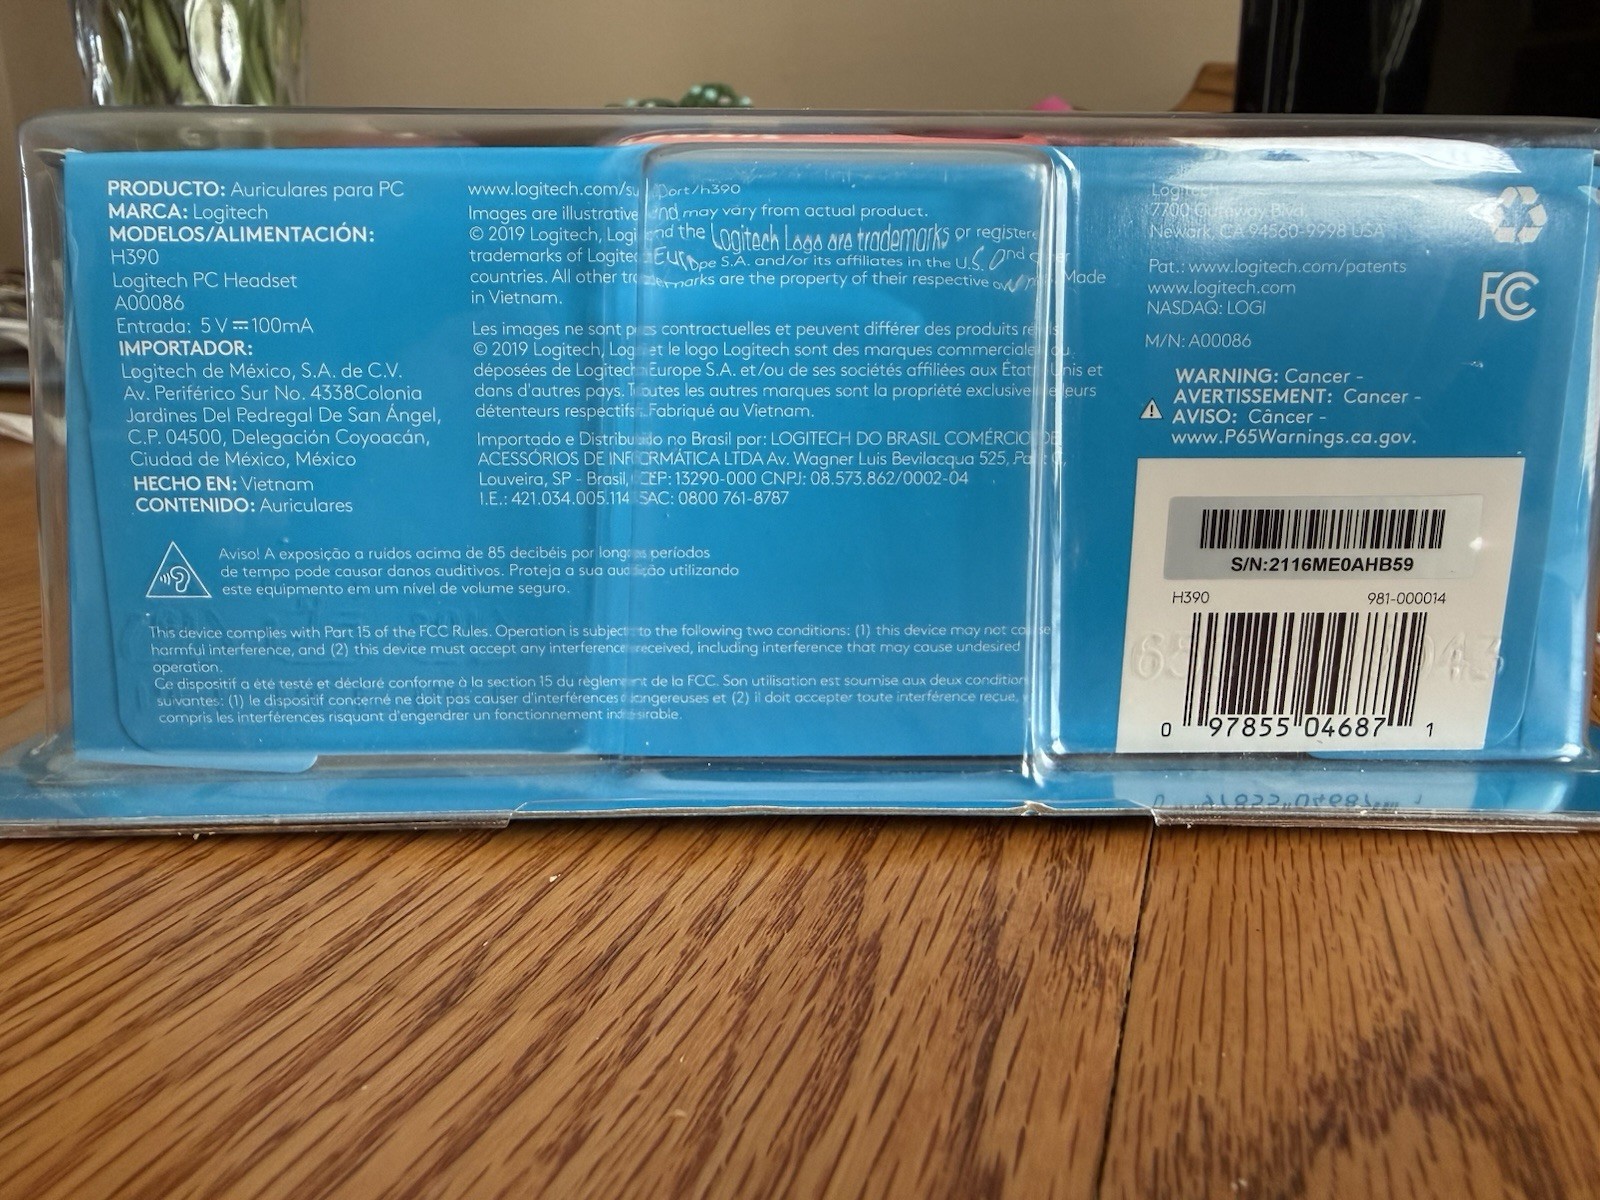 PRODUCTO: Auriculares para PC
MARCA: Logitech
MODELOS/ALIMENTACIÓN:
H390
Logitech PC Headset
A00086
Entrada: 5 V ⎓ 100mA
IMPORTADOR:
Logitech de México, S.A. de C.V.
Av. Periférico Sur No. 4338Colonia
Jardines Del Pedregal De San Ángel,
C.P. 04500, Delegación Coyoacán,
Ciudad de México, México
HECHO EN: Vietnam
CONTENIDO: Auriculares
www.logitech.com/support/h390
Images are illustrative and may vary from actual product.
© 2019 Logitech, Logi and the Logitech Logo are trademarks or registered
trademarks of Logitech Europe S.A. and/or its affiliates in the U.S. and other
countries. All other trademarks are the property of their respective owners. Made
in Vietnam.
Les images ne sont pas contractuelles et peuvent différer des produits réels.
© 2019 Logitech, Logi et le logo Logitech sont des marques commerciales ou
déposées de Logitech Europe S.A. et/ou de ses sociétés affiliées aux États-Unis et
dans d'autres pays. Toutes les autres marques sont la propriété exclusive de leurs
détenteurs respectifs. Fabriqué au Vietnam.
Importado e Distribuido no Brasil por: LOGITECH DO BRASIL COMÉRCIO DE
ACESSÓRIOS DE INFORMÁTICA LTDA Av. Wagner Luis Bevilacqua 525,
Louveira, SP - Brasil, CEP: 13290-000 CNPJ: 08.573.862/0002-04
I.E.: 421.034.005.114 SAC: 0800 761-8787
Aviso! A exposição a ruidos acima de 85 decibéis por longos períodos
de tempo pode causar danos auditivos. Proteja a sua audição utilizando
este equipamento em um nível de volume seguro.
This device complies with Part 15 of the FCC Rules. Operation is subject to the following two conditions: (1) this device may not cause
harmful interference, and (2) this device must accept any interference received, including interference that may cause undesired
operation.
Ce dispositif a été testé et déclaré conforme à la section 15 du règlement de la FCC. Son utilisation est soumise aux deux conditions
suivantes: (1) le dispositif concerné ne doit pas causer d'interférences dangereuses et (2) il doit accepter toute interférence reçue, y
compris les interférences risquant d'engendrer un fonctionnement indésirable.
Logitech
7700 Gateway Blvd.
Newark, CA 94560-9998 USA
Pat.: www.logitech.com/patents
www.logitech.com
NASDAQ: LOGI
M/N: A00086
FC
WARNING: Cancer -
AVERTISSEMENT: Cancer -
AVISO: Câncer -
www.P65Warnings.ca.gov.
S/N:2116ME0AHB59
H390 981-000014
0 97855 04687 1